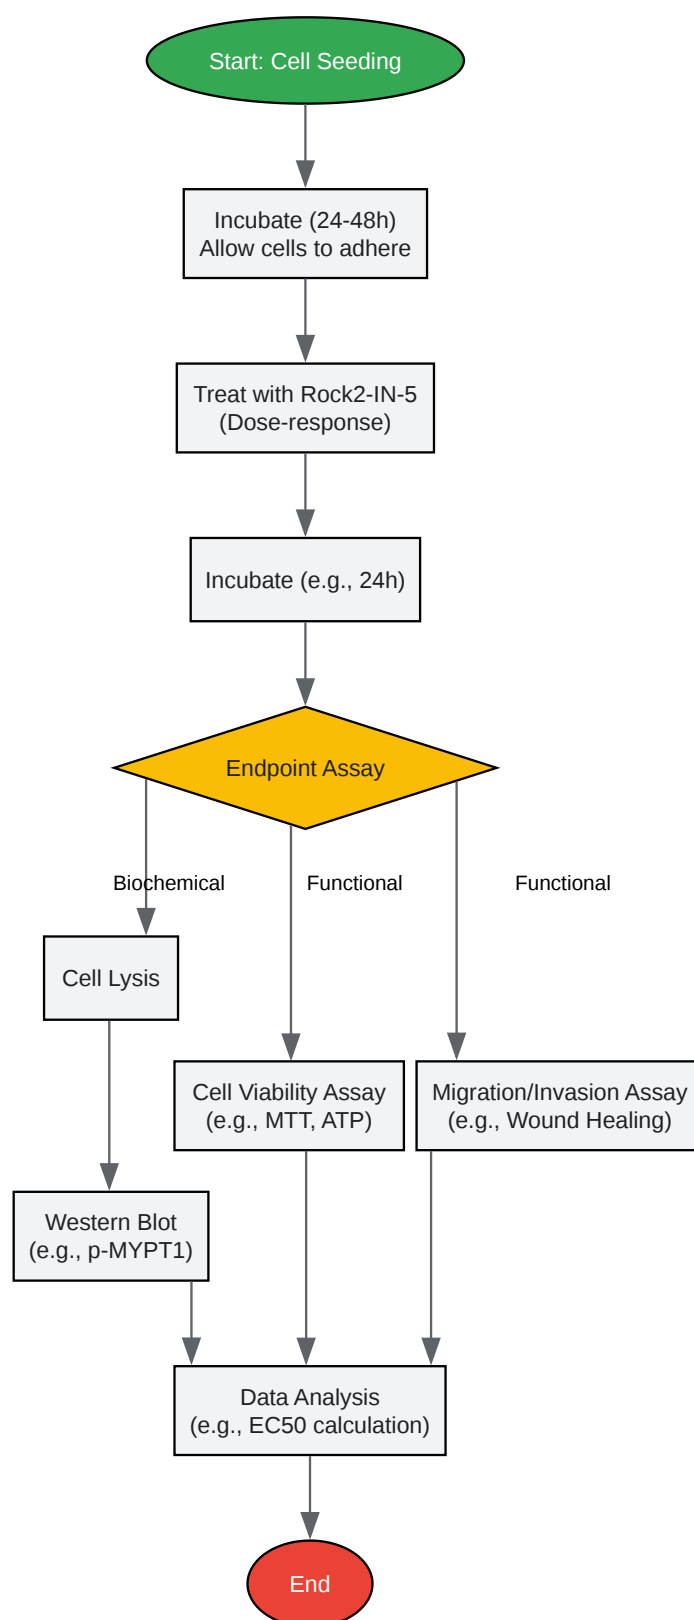 Start: Cell Seeding
Incubate (24-48h)
Allow cells to adhere
Treat with Rock2-IN-5
(Dose-response)
Incubate (e.g., 24h)
Endpoint Assay
Biochemical
Functional
Functional
Cell Lysis
Cell Viability Assay
(e.g., MTT, ATP)
Migration/Invasion Assay
(e.g., Wound Healing)
Western Blot
(e.g., p-MYPT1)
Data Analysis
(e.g., EC50 calculation)
End